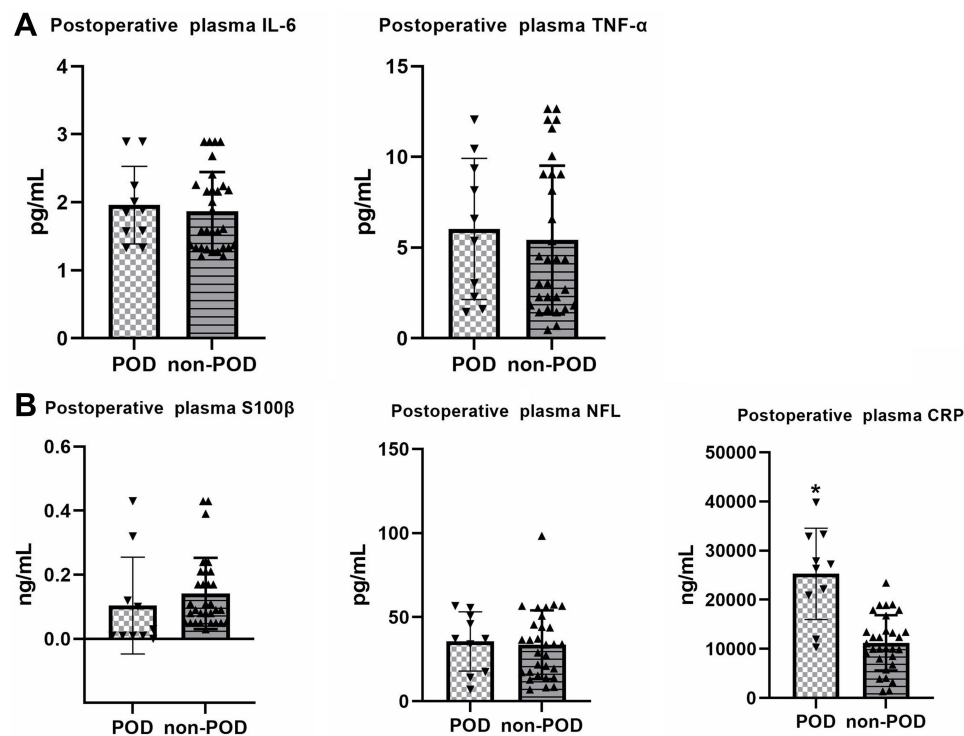 A Postoperative plasma IL-6
Postoperative plasma TNF-α
pg/mL
4
3
2
1
0
POD non-POD
pg/mL
15
10
5
0
POD non-POD
B Postoperative plasma S100β
Postoperative plasma NFL
Postoperative plasma CRP
ng/mL
0.6
0.4
0.2
0.0
POD non-POD
pg/mL
150
100
50
0
POD non-POD
ng/mL
50000
40000
30000
20000
10000
0
*
POD non-POD